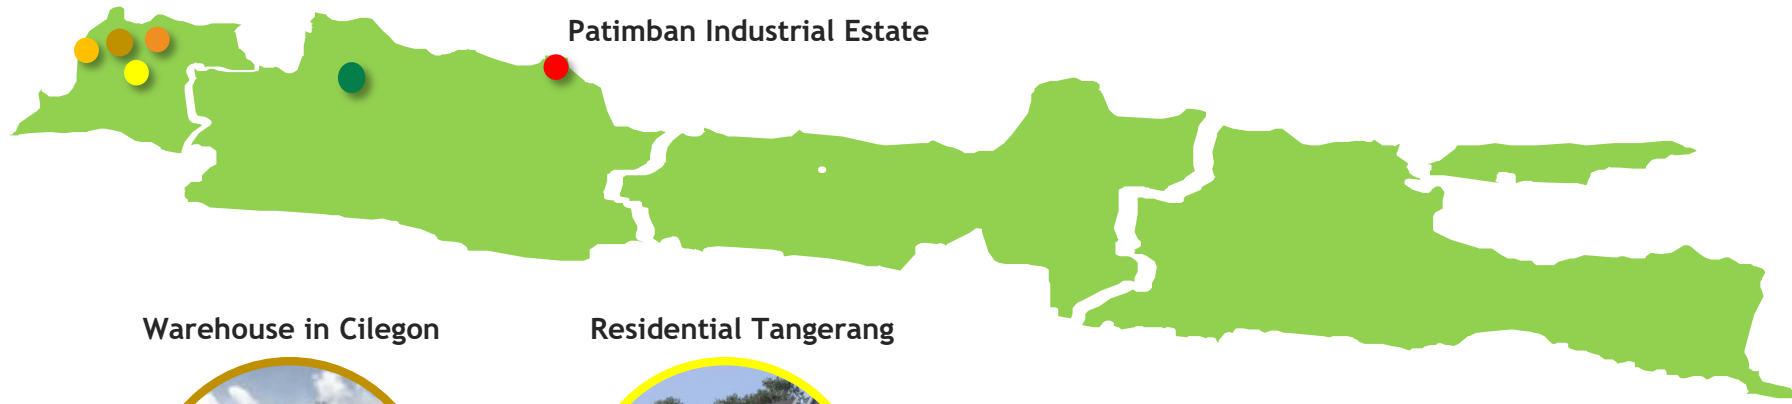 Patimban Industrial Estate
Warehouse in Cilegon
Residential Tangerang